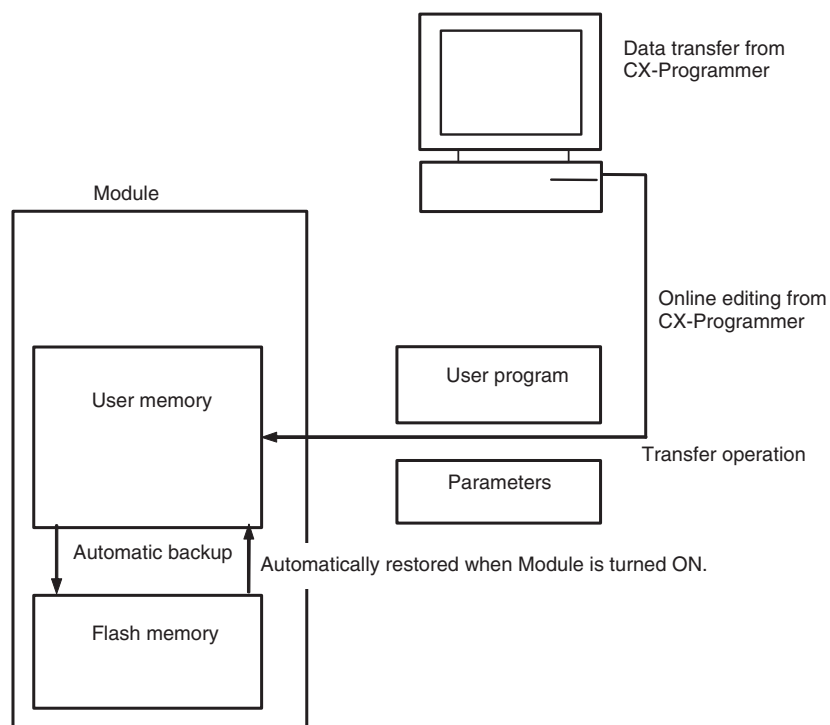 Data transfer from
CX-Programmer
Module
Online editing from
CX-Programmer
User program
User memory
Transfer operation
Parameters
Automatic backup
Automatically restored when Module is turned ON.
Flash memory